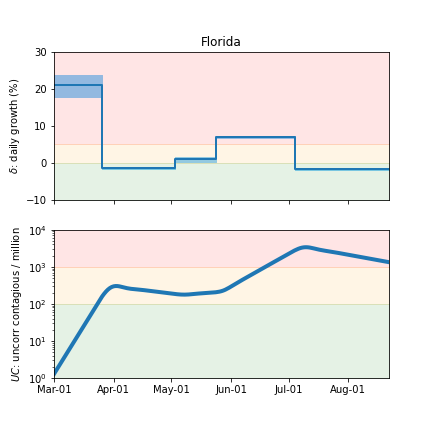 Florida
δ: daily growth (%)
30
20
10
0
−10
UC: uncorr contagious / million
10⁴
10³
10²
10¹
10⁰
Mar-01 Apr-01 May-01 Jun-01 Jul-01 Aug-01